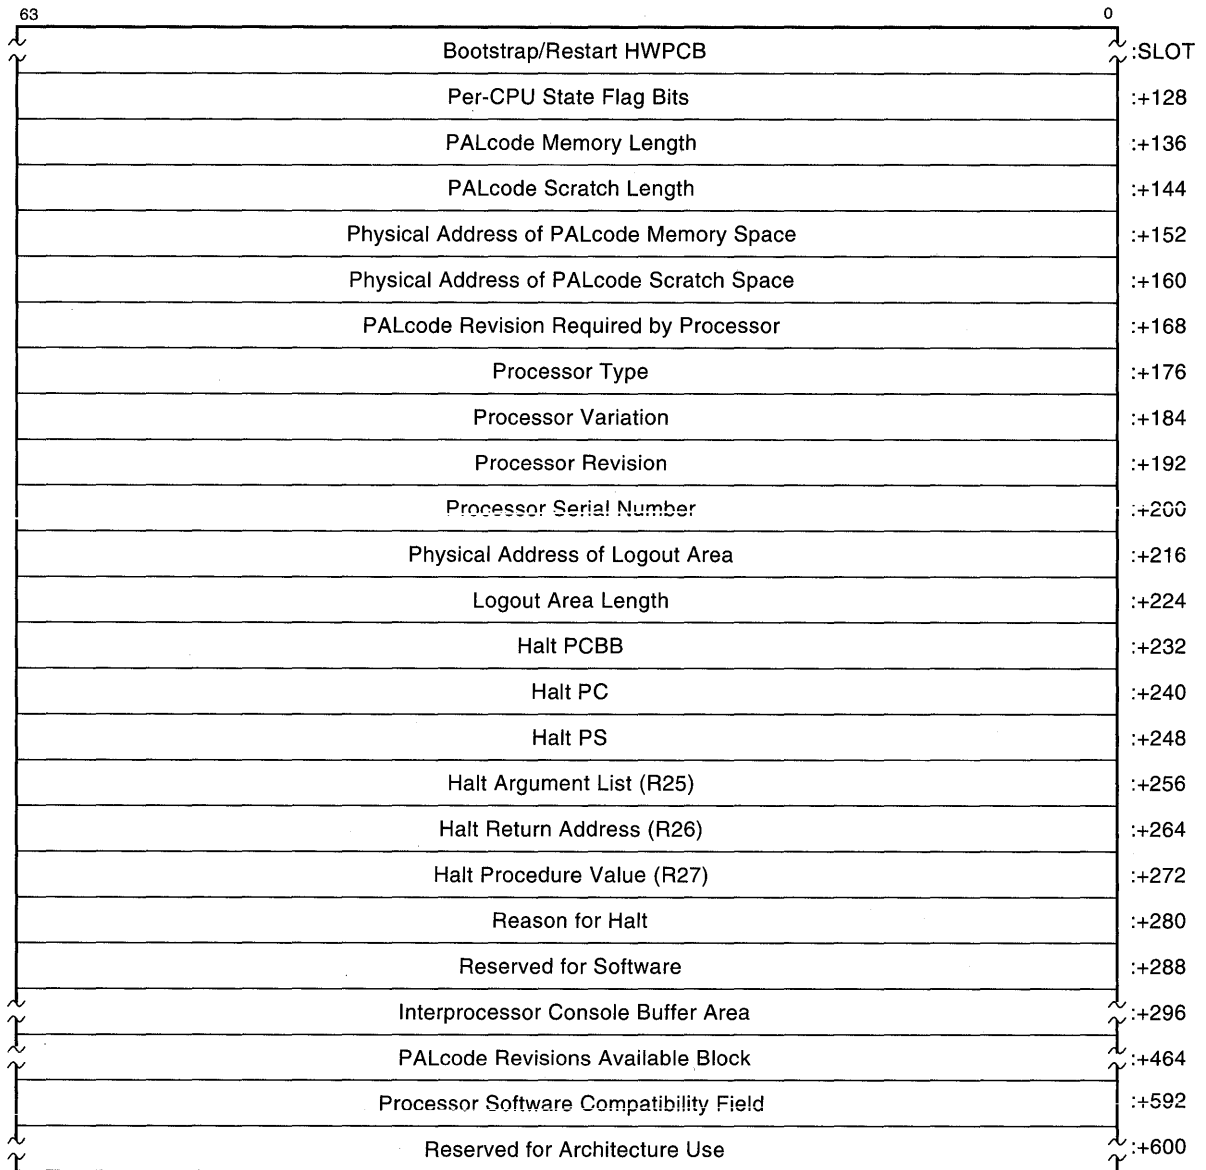 63 0
Bootstrap/Restart HWPCB :SLOT
Per-CPU State Flag Bits :+128
PALcode Memory Length :+136
PALcode Scratch Length :+144
Physical Address of PALcode Memory Space :+152
Physical Address of PALcode Scratch Space :+160
PALcode Revision Required by Processor :+168
Processor Type :+176
Processor Variation :+184
Processor Revision :+192
Processor Serial Number :+200
Physical Address of Logout Area :+216
Logout Area Length :+224
Halt PCBB :+232
Halt PC :+240
Halt PS :+248
Halt Argument List (R25) :+256
Halt Return Address (R26) :+264
Halt Procedure Value (R27) :+272
Reason for Halt :+280
Reserved for Software :+288
Interprocessor Console Buffer Area :+296
PALcode Revisions Available Block :+464
Processor Software Compatibility Field :+592
Reserved for Architecture Use :+600